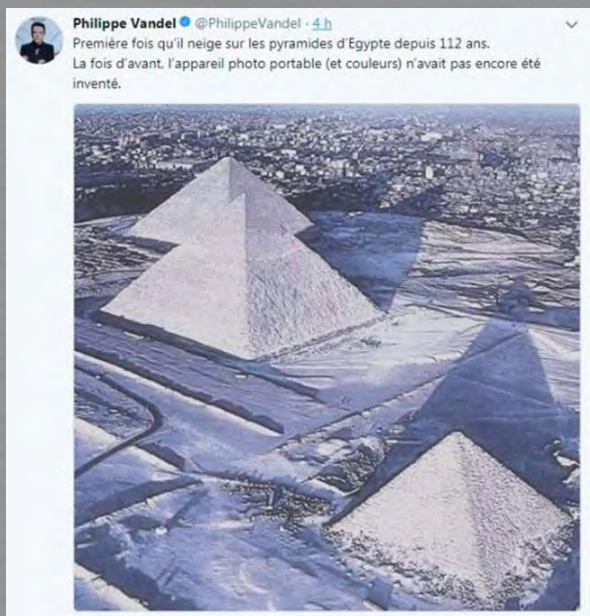 Philippe Vandel @PhilippeVandel · 4 h
Première fois qu'il neige sur les pyramides d'Egypte depuis 112 ans.
La fois d'avant, l'appareil photo portable (et couleurs) n'avait pas encore été
inventé.